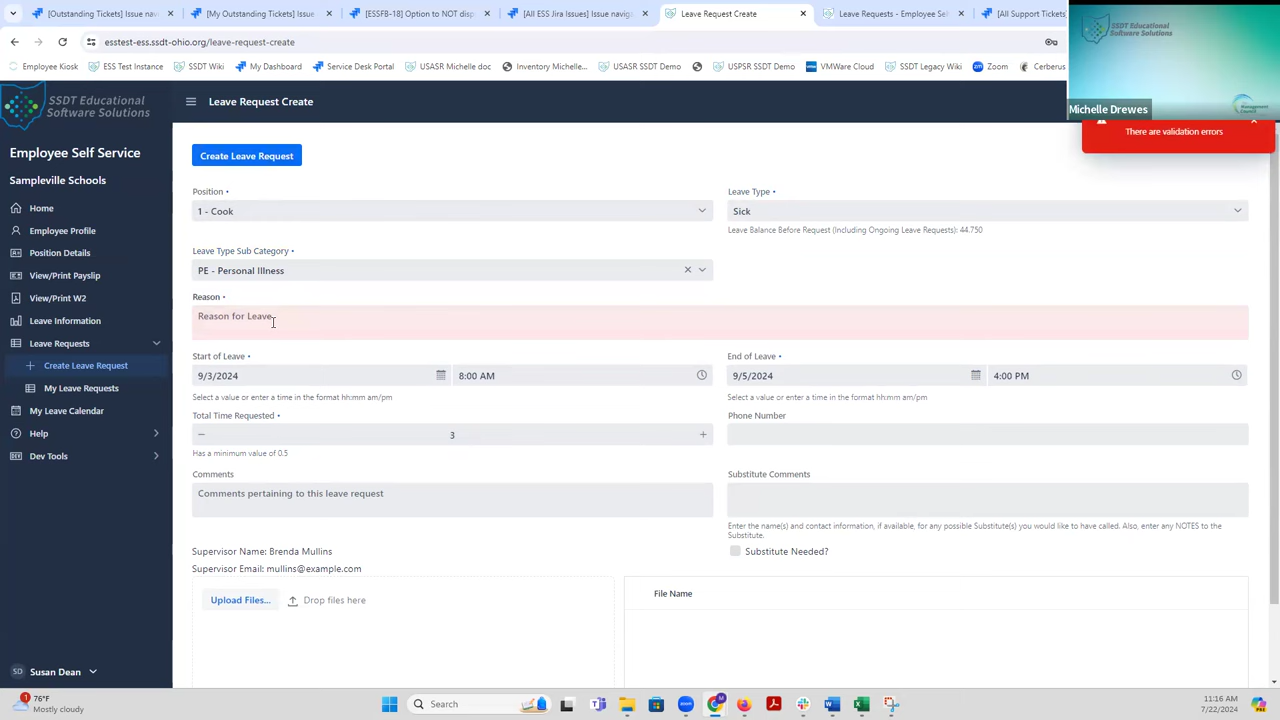 [My Outstanding Tickets] Issue nav
[All ESS Jira Tickets] Issue navig
Leave Request Create
Leave Requests - Employee Sel
[All Support Tickets
SSDT Educational
Software Solutions
esstest-ess.ssdt-ohio.org/leave-request-create
Employee Kiosk
ESS Test Instance
SSDT Wiki
My Dashboard
Service Desk Portal
USASR Michelle doc
Inventory Michelle...
USASR Demo
USPSR Demo
VMWare Cloud
SSDT Legacy Wiki
Zoom
Cerberus
Michelle Drewes
Management
Council
SSDT Educational
Software Solutions
Leave Request Create
There are validation errors
Employee Self Service
Sampleville Schools
Home
Employee Profile
Position Details
View/Print Payslip
View/Print W2
Leave Information
Leave Requests
Create Leave Request
My Leave Requests
My Leave Calendar
Help
Dev Tools
SD Susan Dean
Create Leave Request
Position •
1 - Cook
Leave Type •
Sick
Leave Balance Before Request (Including Ongoing Leave Requests): 44.750
Leave Type Sub Category •
PE - Personal Illness
Reason •
Reason for Leave
Start of Leave •
9/3/2024
8:00 AM
Select a value or enter a time in the format hh:mm am/pm
End of Leave •
9/5/2024
4:00 PM
Select a value or enter a time in the format hh:mm am/pm
Total Time Requested •
3
Has a minimum value of 0.5
Phone Number
Comments
Comments pertaining to this leave request
Substitute Comments
Enter the name(s) and contact information, if available, for any possible Substitute(s) you would like to have called. Also, enter any NOTES to the
Substitute.
Supervisor Name: Brenda Mullins
Substitute Needed?
Supervisor Email: mullins@example.com
Upload Files...
Drop files here
File Name
1
76°F
Mostly cloudy
Search
11:16 AM
7/22/2024